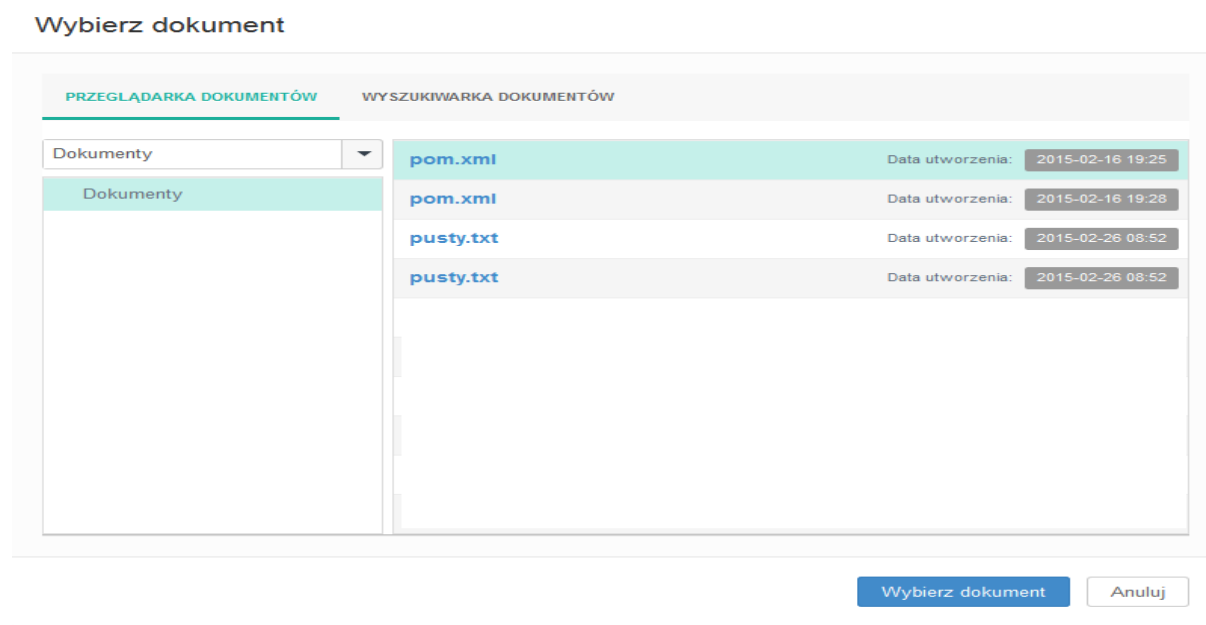 Wybierz dokument
PRZEGLĄDARKA DOKUMENTÓW WYSZUKIWARKA DOKUMENTÓW
Dokumenty
Dokumenty
pom.xml Data utworzenia: 2015-02-16 19:25
pom.xml Data utworzenia: 2015-02-16 19:28
pusty.txt Data utworzenia: 2015-02-26 08:52
pusty.txt Data utworzenia: 2015-02-26 08:52
Wybierz dokument Anuluj